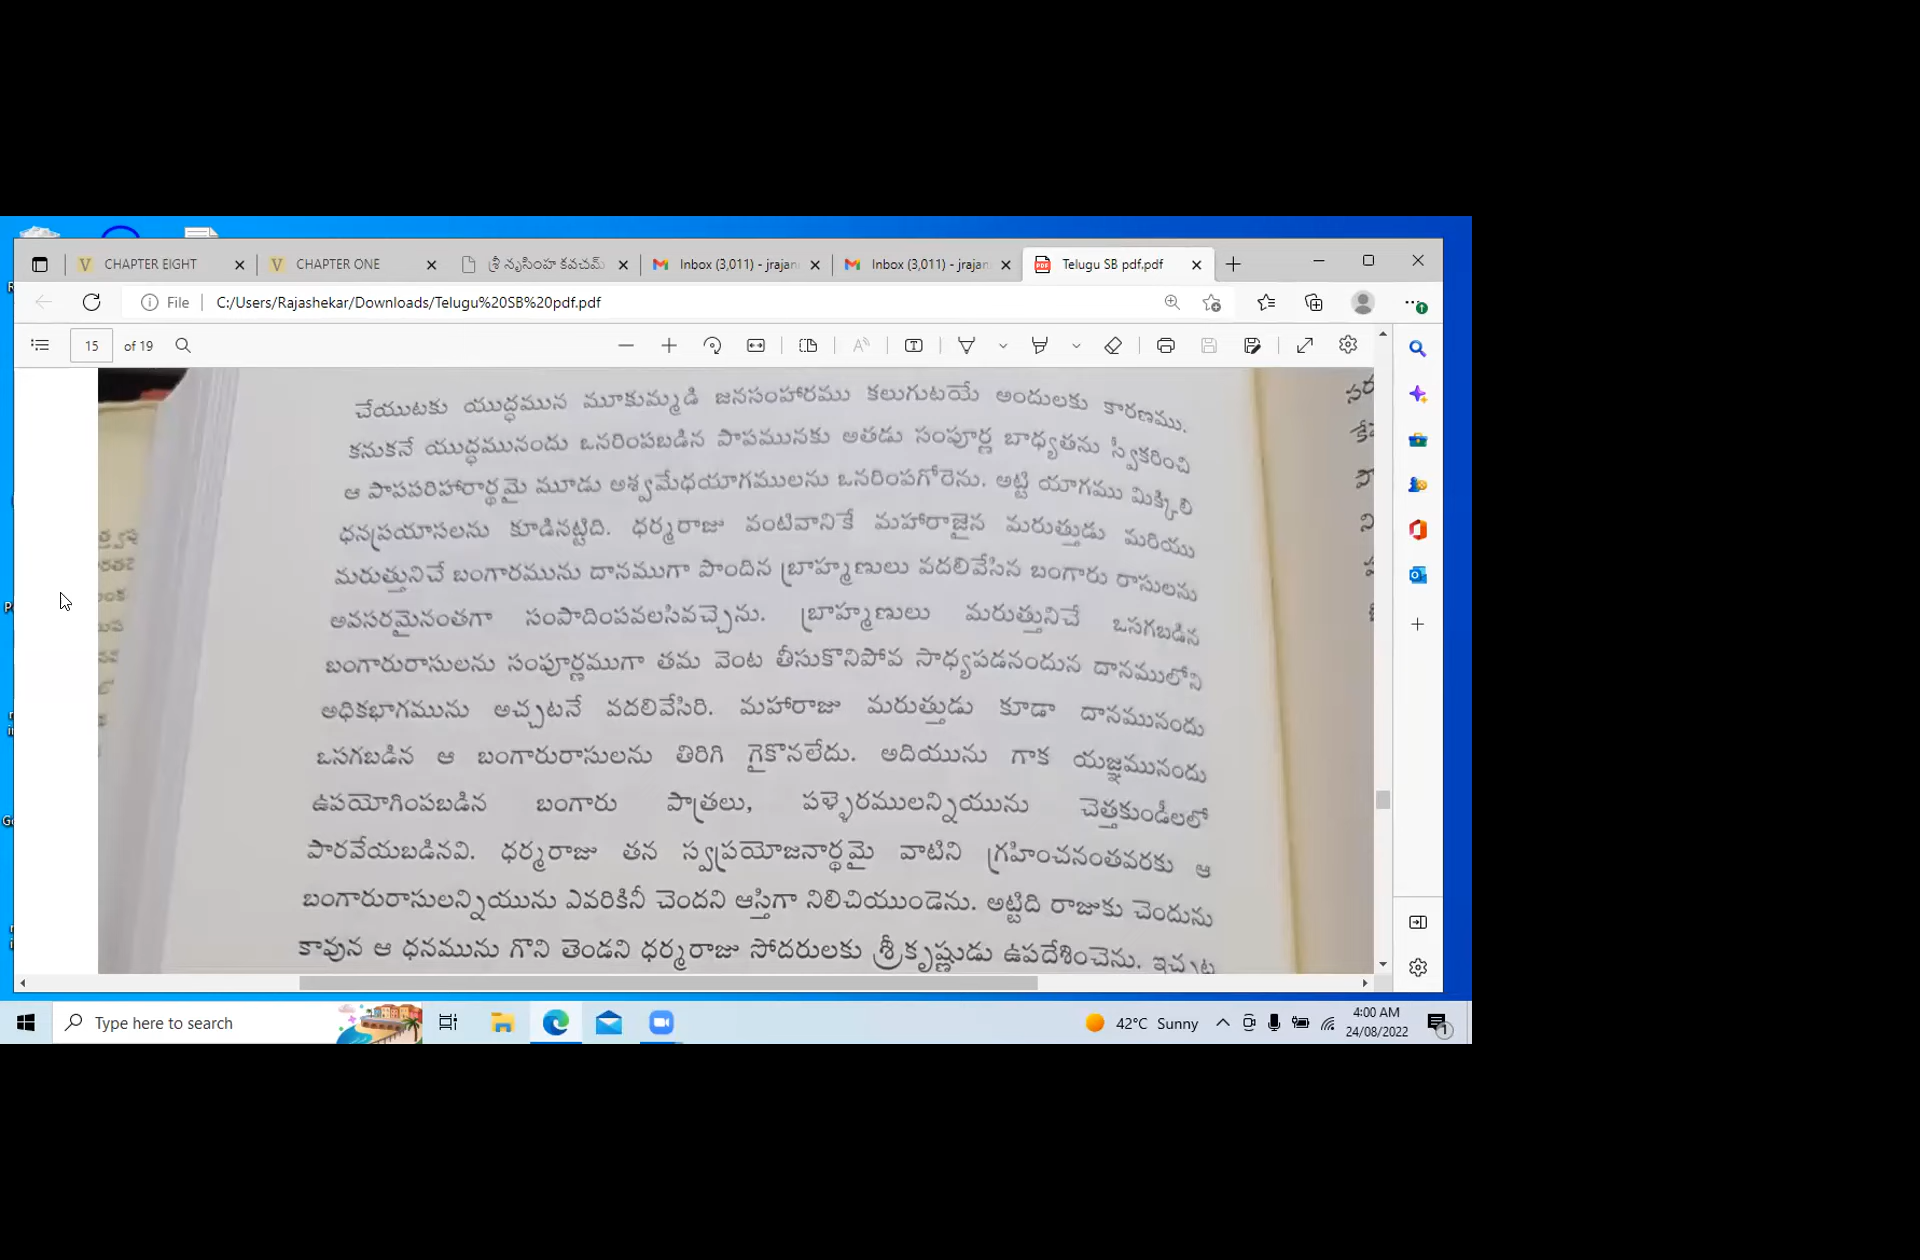 CHAPTER EIGHT
CHAPTER ONE
శ్రీ నృసింహ కవచమ్
Inbox (3,011) - jrajan
Inbox (3,011) - jrajan
Telugu SB pdf.pdf
File
C:/Users/Rajashekar/Downloads/Telugu%20SB%20pdf.pdf
15 of 19
చేయుటకు యుద్ధమున మూకుమ్మడి జనసంహారము కలుగుటయే అందులకు కారణము.
కనుకనే యుద్ధమునందు ఒనరింపబడిన పాపమునకు అతడు సంపూర్ణ బాధ్యతను స్వీకరించి
ఆ పాపపరిహారార్థమై మూడు అశ్వమేధయాగములను ఒనరింపగోరెను. అట్టి యాగము మిక్కిలి
ధనప్రయాసలను కూడినట్టిది. ధర్మరాజు వంటివానికే మహారాజైన మరుత్తుడు మరియు
మరుత్తునిచే బంగారమును దానముగా పొందిన బ్రాహ్మణులు వదలివేసిన బంగారు రాసులను
అవసరమైనంతగా సంపాదింపవలసివచ్చెను. బ్రాహ్మణులు మరుత్తునిచే ఒసగబడిన
బంగారురాసులను సంపూర్ణముగా తమ వెంట తీసుకొనిపోవ సాధ్యపడనందున దానములోని
అధికభాగమును అచ్చటనే వదలివేసిరి. మహారాజు మరుత్తుడు కూడా దానమునందు
ఒసగబడిన ఆ బంగారురాసులను తిరిగి గైకొనలేదు. అదియును గాక యజ్ఞమునందు
ఉపయోగింపబడిన బంగారు పాత్రలు, పళ్ళెరములన్నియును చెత్తకుండీలలో
పారవేయబడినవి. ధర్మరాజు తన స్వప్రయోజనార్థమై వాటిని గ్రహించనంతవరకు ఆ
బంగారురాసులన్నియును ఎవరికినీ చెందని ఆస్తిగా నిలిచియుండెను. అట్టిది రాజుకు చెందును
కావున ఆ ధనమును గొని తెండని ధర్మరాజు సోదరులకు శ్రీకృష్ణుడు ఉపదేశించెను. ఇచ్చట
Type here to search
42°C Sunny
4:00 AM
24/08/2022
1